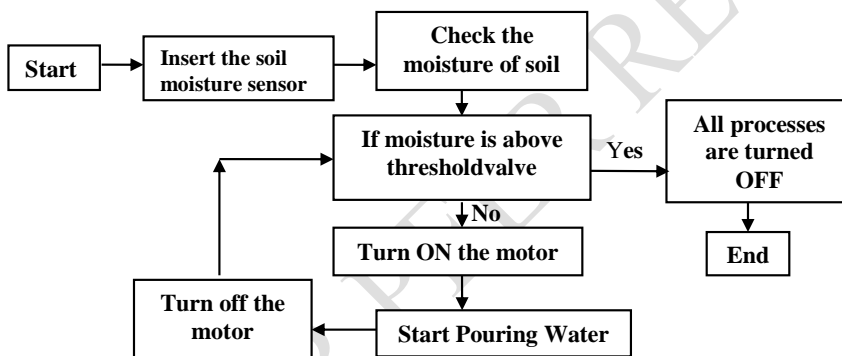 Start
Insert the soil
moisture sensor
Check the
moisture of soil
If moisture is above
thresholdvalve
Yes
All processes
are turned
OFF
End
No
Turn ON the motor
Start Pouring Water
Turn off the
motor